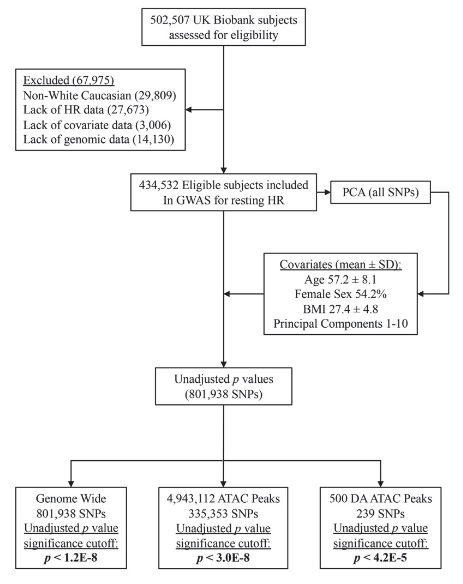 502,507 UK Biobank subjects
assessed for eligibility
Excluded (67,975)
Non-White Caucasian (29,809)
Lack of HR data (27,673)
Lack of covariate data (3,006)
Lack of genomic data (14,130)
434,532 Eligible subjects included
In GWAS for resting HR
PCA (all SNPs)
Covariates (mean ± SD):
Age 57.2 ± 8.1
Female Sex 54.2%
BMI 27.4 ± 4.8
Principal Components 1-10
Unadjusted p values
(801,938 SNPs)
Genome Wide
801,938 SNPs
Unadjusted p value
significance cutoff:
p < 1.2E-8
4,943,112 ATAC Peaks
335,353 SNPs
Unadjusted p value
significance cutoff:
p < 3.0E-8
500 DA ATAC Peaks
239 SNPs
Unadjusted p value
significance cutoff:
p < 4.2E-5